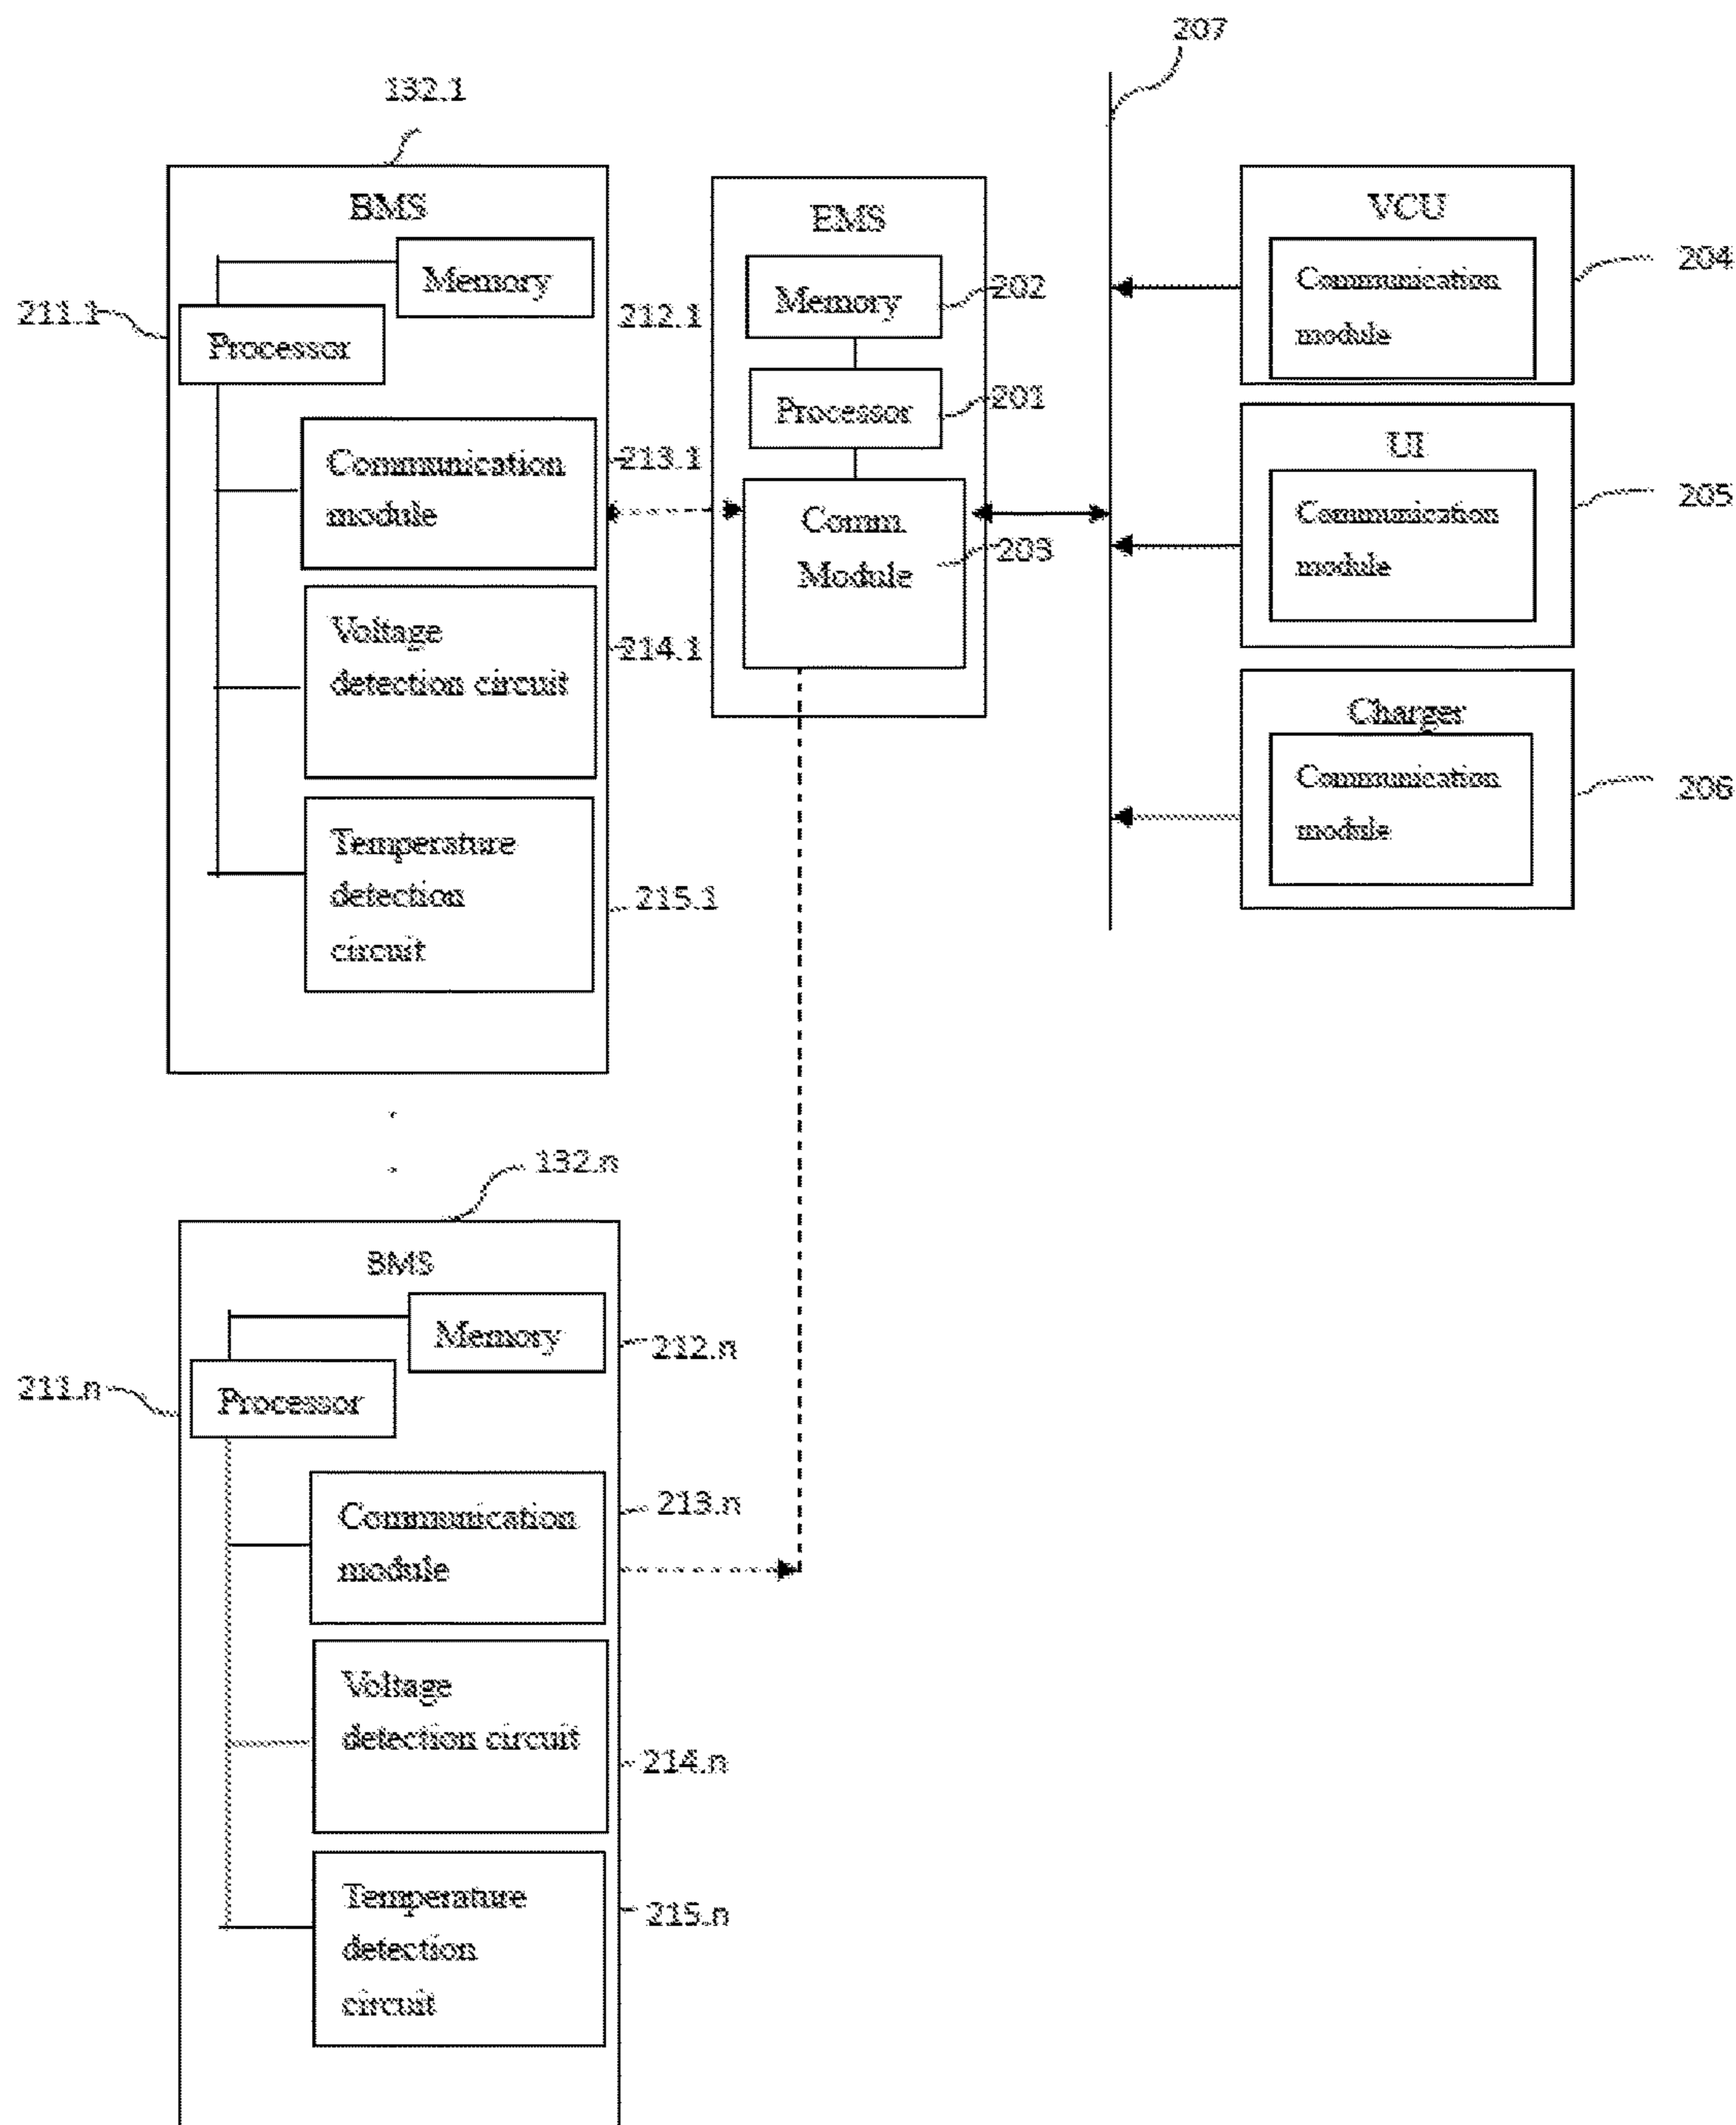 207
132.1
BMS
Memory
211.1
Processor
212.1
Communication
module
213.1
Voltage
detection circuit
214.1
Temperature
detection
circuit
215.1
EMS
Memory
202
Processor
201
Comm.
Module
203
VCU
Communication
module
204
UI
Communication
module
205
Charger
Communication
module
206
132.n
BMS
Memory
212.n
211.n
Processor
Communication
module
213.n
Voltage
detection circuit
214.n
Temperature
detection
circuit
215.n